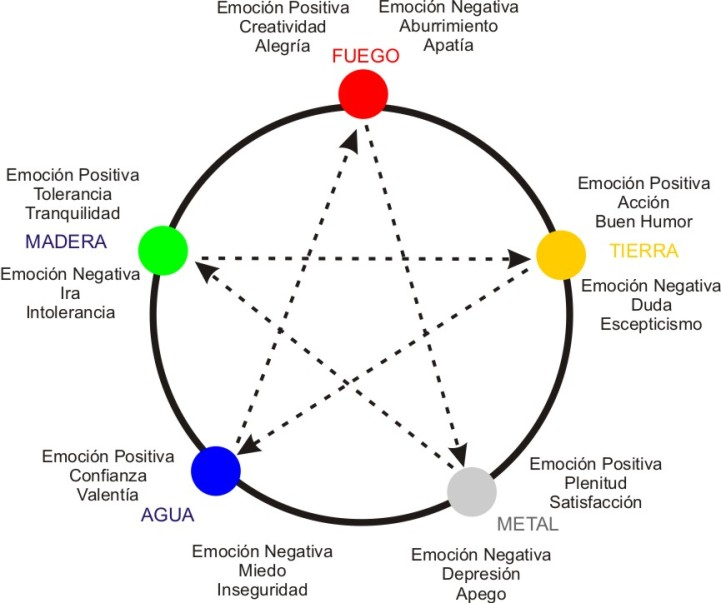 Emoción Positiva
Creatividad
Alegría
Emoción Negativa
Aburrimiento
Apatía
FUEGO
Emoción Positiva
Tolerancia
Tranquilidad
MADERA
Emoción Negativa
Ira
Intolerancia
Emoción Positiva
Acción
Buen Humor
TIERRA
Emoción Negativa
Duda
Escepticismo
Emoción Positiva
Confianza
Valentía
AGUA
Emoción Negativa
Miedo
Inseguridad
Emoción Positiva
Plenitud
Satisfacción
METAL
Emoción Negativa
Depresión
Apego